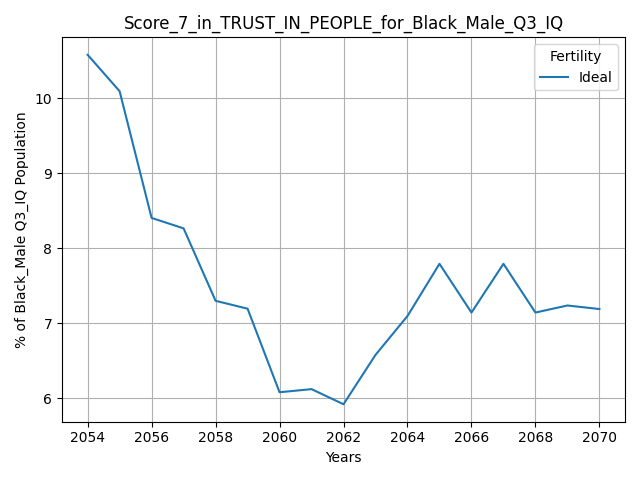 Score_7_in_TRUST_IN_PEOPLE_for_Black_Male_Q3_IQ
Fertility
Ideal
% of Black_Male Q3_IQ Population
10
9
8
7
6
2054 2056 2058 2060 2062 2064 2066 2068 2070
Years